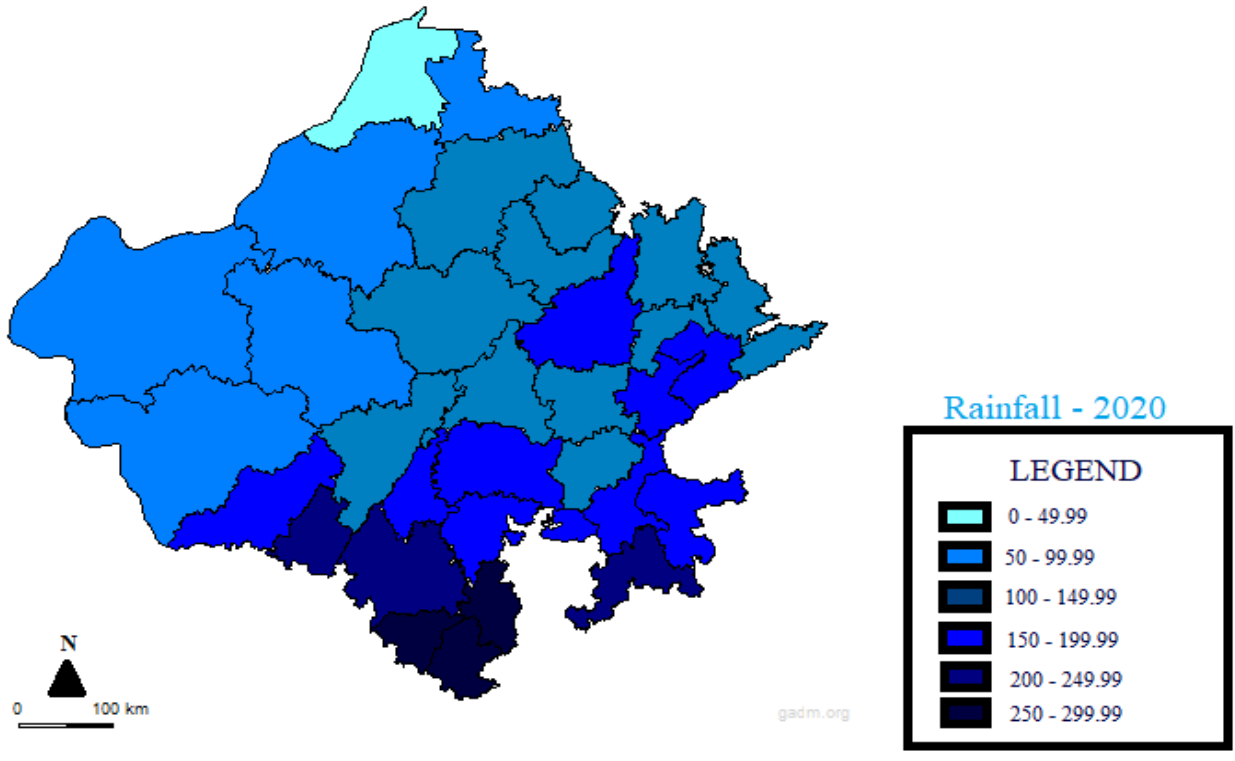 Rainfall - 2020
LEGEND
0 - 49.99
50 - 99.99
100 - 149.99
150 - 199.99
200 - 249.99
250 - 299.99
N
0 100 km
gadm.org